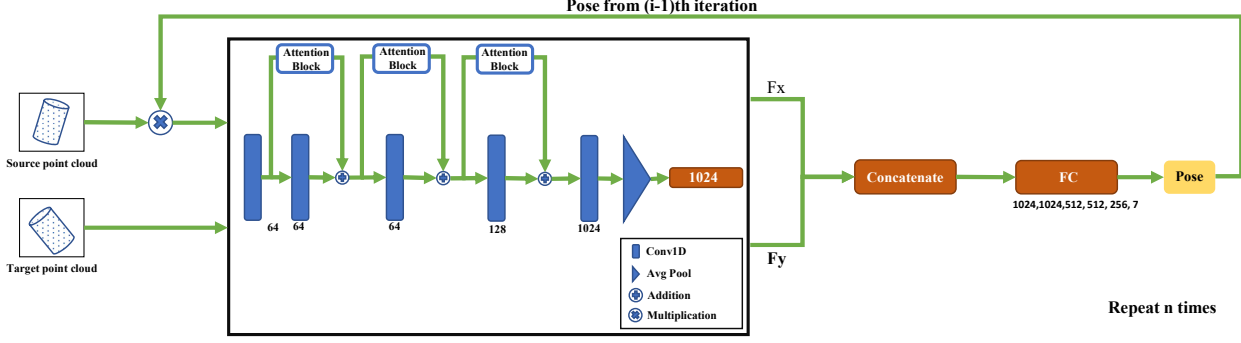 Pose from (i-1)th iteration
Attention
Block
Attention
Block
Attention
Block
Source point cloud
Target point cloud
64
64
64
128
1024
1024
Conv1D
Avg Pool
Addition
Multiplication
Fx
Fy
Concatenate
FC
1024,1024,512, 512, 256, 7
Pose
Repeat n times